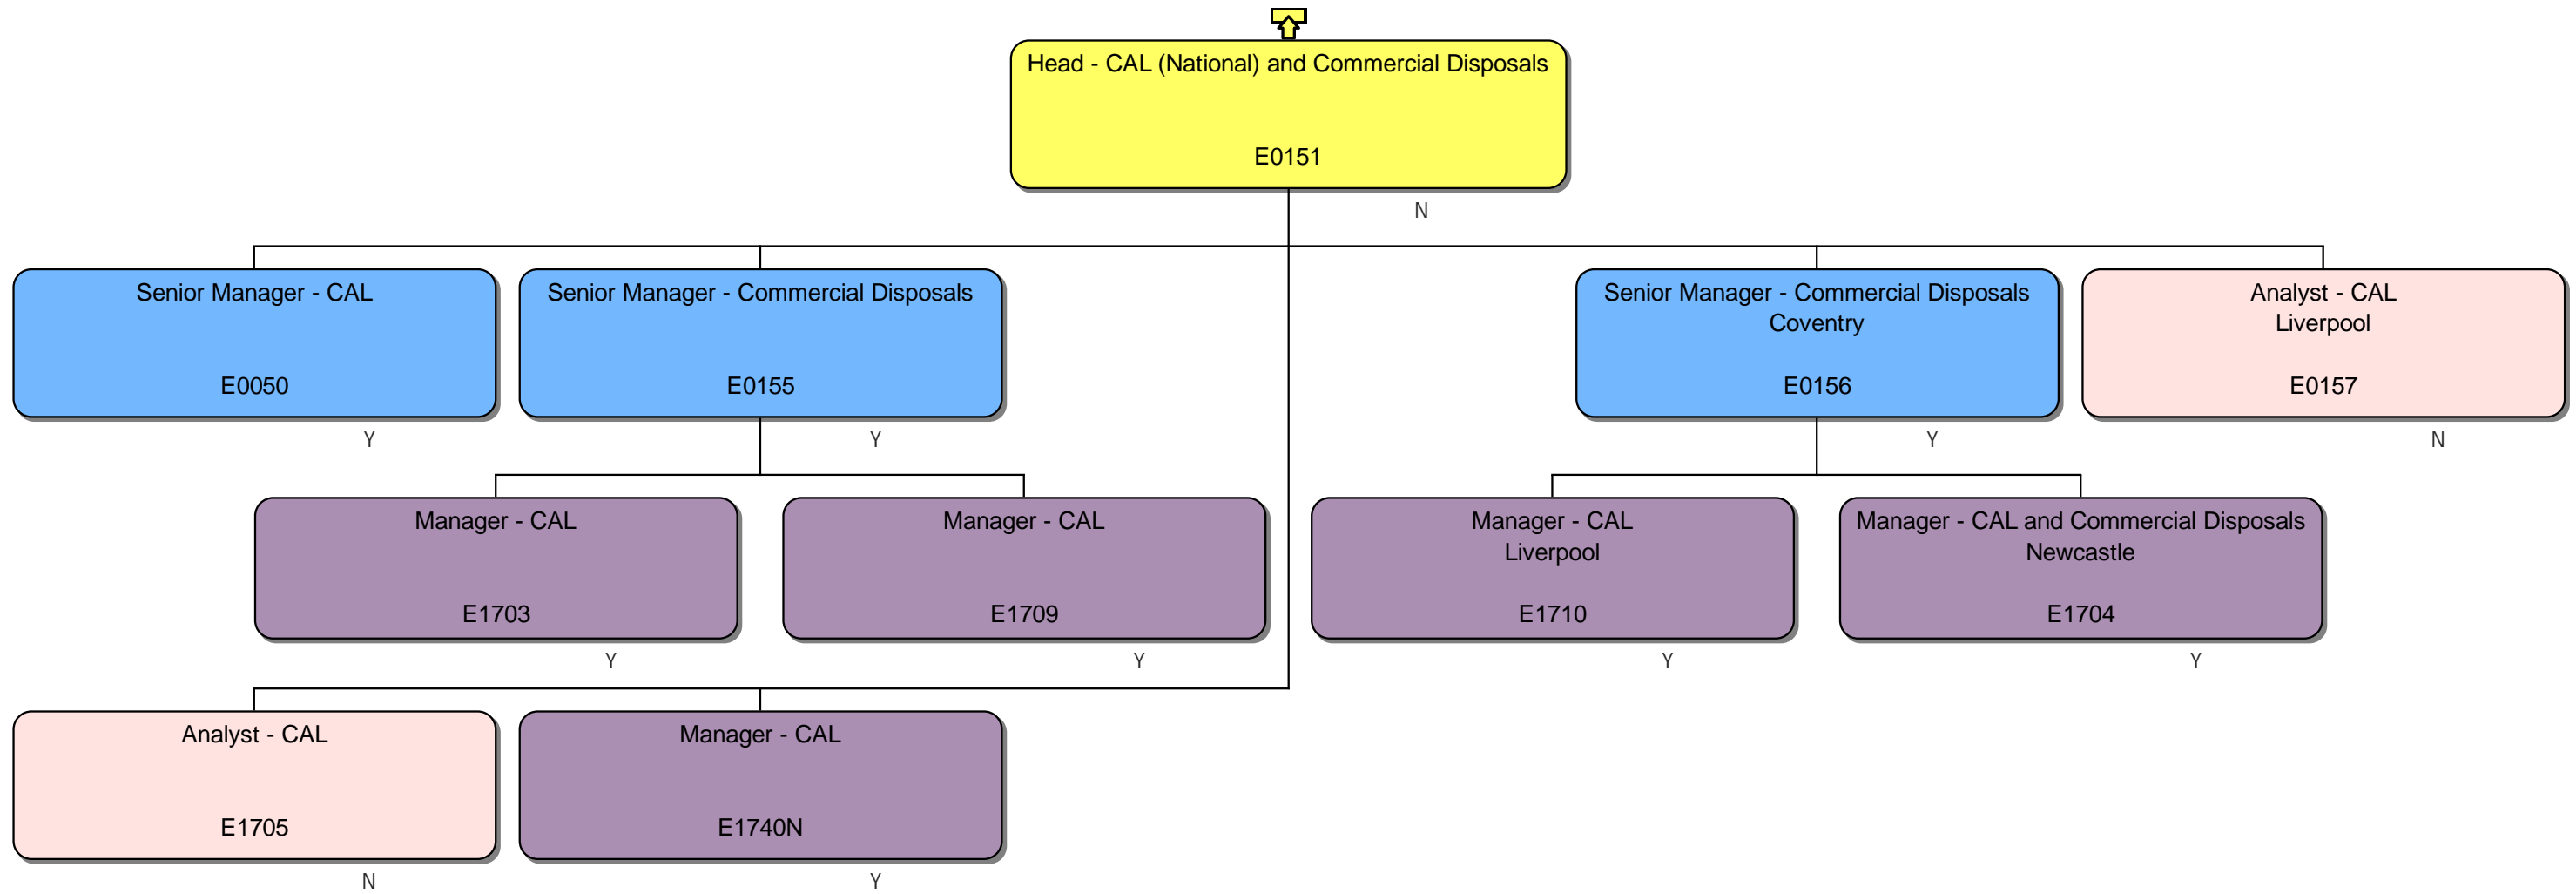 Head - CAL (National) and Commercial Disposals
E0151
N
Senior Manager - CAL
E0050
Y
Senior Manager - Commercial Disposals
E0155
Y
Senior Manager - Commercial Disposals
Coventry
E0156
Y
Analyst - CAL
Liverpool
E0157
N
Manager - CAL
E1703
Y
Manager - CAL
E1709
Y
Manager - CAL
Liverpool
E1710
Y
Manager - CAL and Commercial Disposals
Newcastle
E1704
Y
Analyst - CAL
E1705
N
Manager - CAL
E1740N
Y